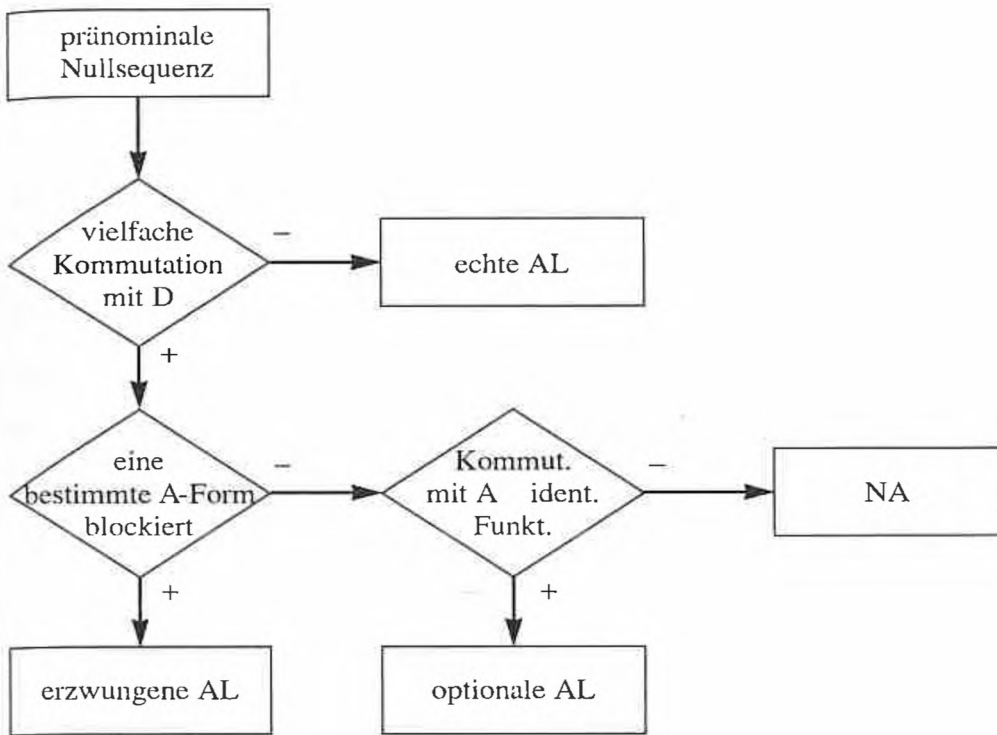 pränominale
Nullsequenz
vielfache
Kommutation
mit D
–
echte AL
+
eine
bestimmte A-Form
blockiert
–
Kommut.
mit A ident.
Funkt.
–
NA
+
+
erzwungene AL
optionale AL